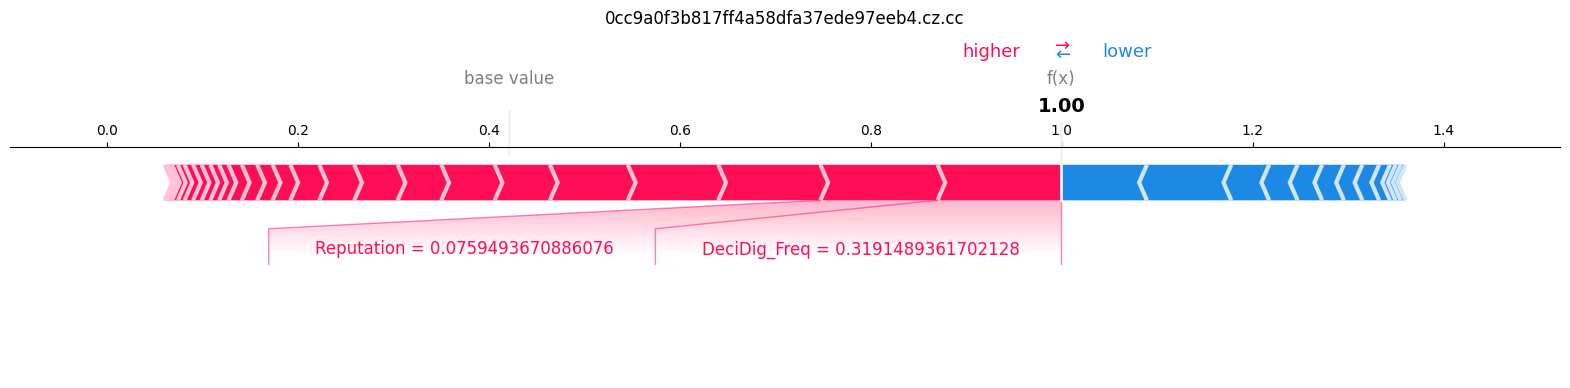 0cc9a0f3b817ff4a58dfa37ede97eeb4.cz.cc
higher → ← lower
base value f(x)
1.00
0.0 0.2 0.4 0.6 0.8 1.0 1.2 1.4
Reputation = 0.0759493670886076 DeciDig_Freq = 0.3191489361702128